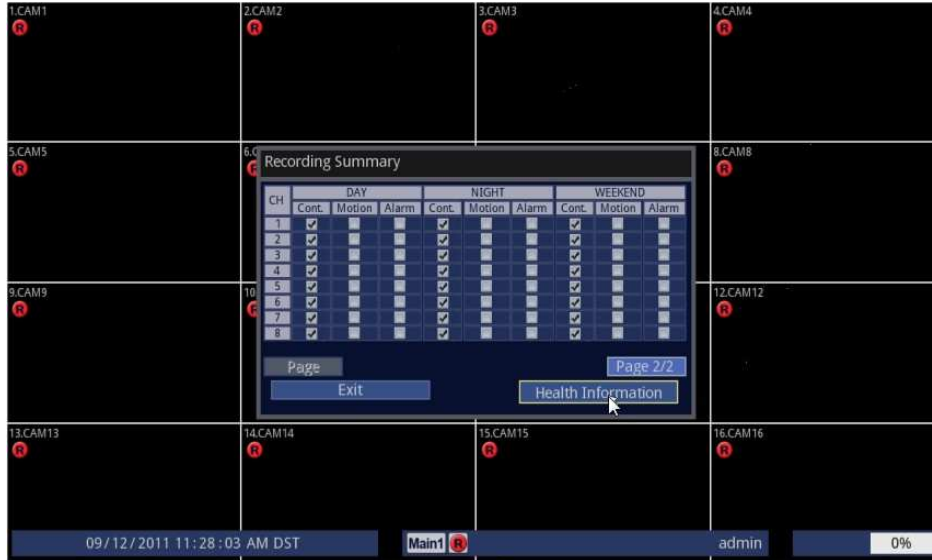 1.CAM1 2.CAM2 3.CAM3 4.CAM4
R R R R
5.CAM5 8.CAM8
R R
Recording Summary
CH DAY NIGHT WEEKEND
Cont. Motion Alarm Cont. Motion Alarm Cont. Motion Alarm
1
2
3
4
5
6
7
8
9.CAM9 12.CAM12
R R
Page Page 2/2
Exit Health Information
13.CAM13 14.CAM14 15.CAM15 16.CAM16
R R R R
09/12/2011 11:28:03 AM DST Main1 R admin 0%